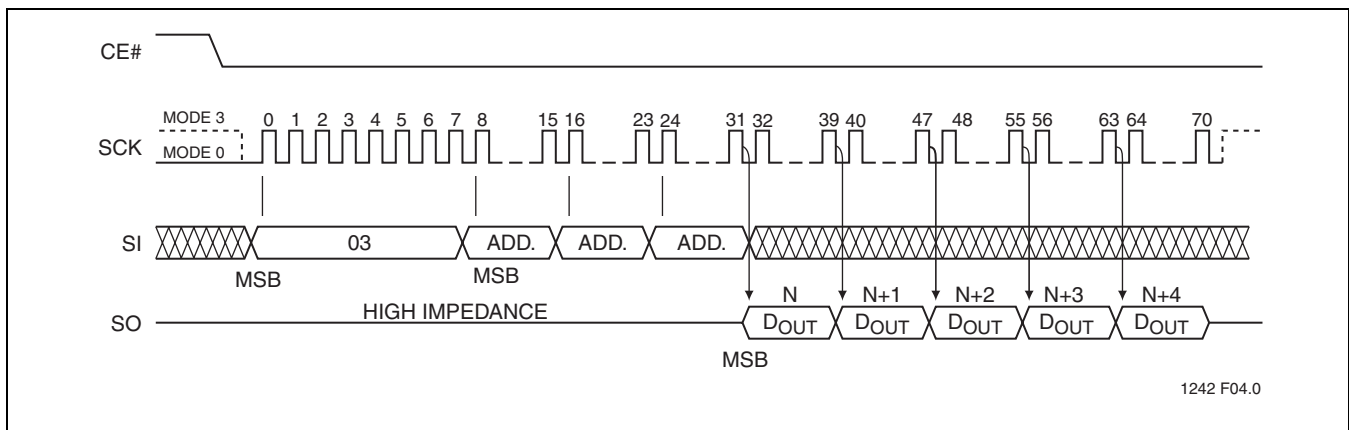 CE#
MODE 3
0 1 2 3 4 5 6 7 8 15 16 23 24 31 32 39 40 47 48 55 56 63 64 70
SCK
MODE 0
SI
03 ADD. ADD. ADD.
MSB MSB
N N+1 N+2 N+3 N+4
HIGH IMPEDANCE
SO
DOUT DOUT DOUT DOUT DOUT
MSB
1242 F04.0